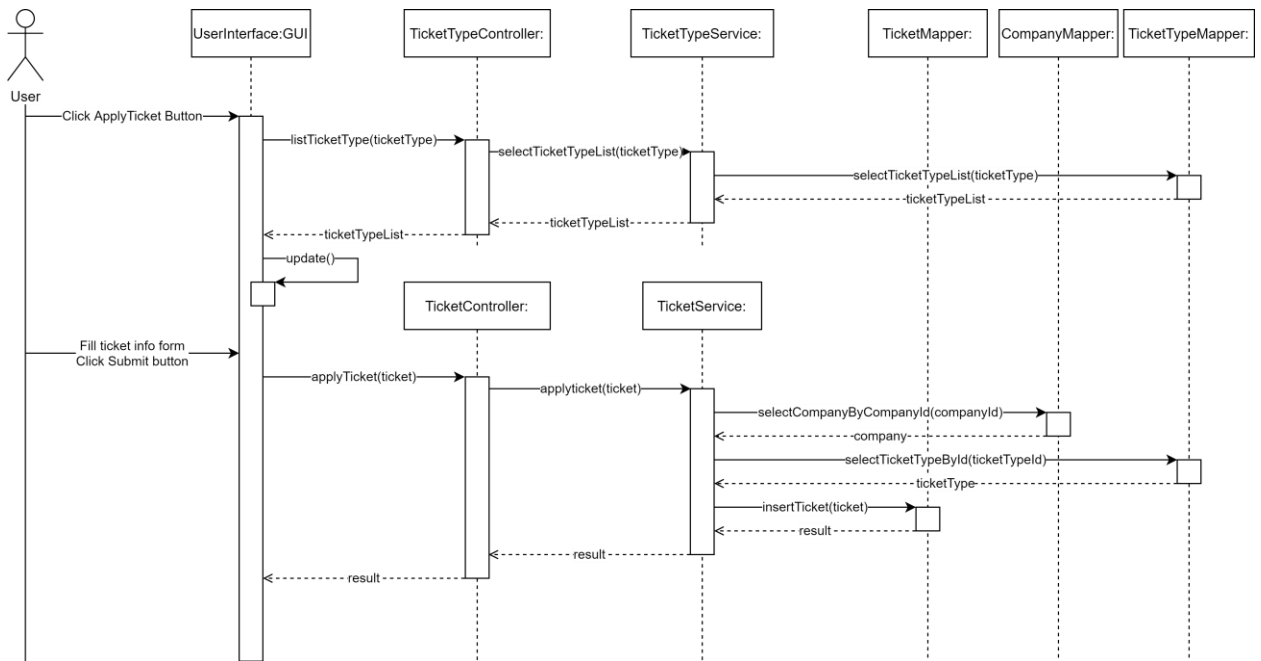 UserInterface:GUI
TicketTypeController:
TicketTypeService:
TicketMapper:
CompanyMapper:
TicketTypeMapper:
User
Click ApplyTicket Button
listTicketType(ticketType)
selectTicketTypeList(ticketType)
selectTicketTypeList(ticketType)
ticketTypeList
ticketTypeList
ticketTypeList
update()
TicketController:
TicketService:
Fill ticket info form
Click Submit button
applyTicket(ticket)
applyticket(ticket)
selectCompanyByCompanyId(companyId)
company
selectTicketTypeById(ticketTypeId)
ticketType
insertTicket(ticket)
result
result
result